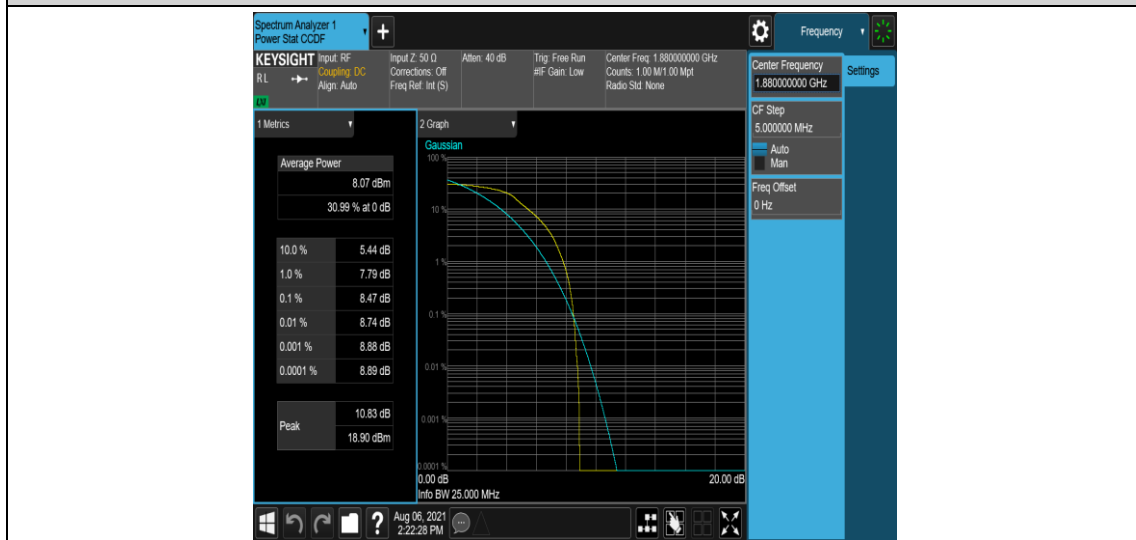 Spectrum Analyzer 1
Power Stat CCDF
+
Frequency
KEYSIGHT
RL
LXI
Input: RF
Coupling: DC
Align: Auto
Input Z: 50 Ω
Corrections: Off
Freq Ref: Int (S)
Atten: 40 dB
Trig: Free Run
#IF Gain: Low
Center Freq: 1.880000000 GHz
Counts: 1.00 M/1.00 Mpt
Radio Std: None
Center Frequency
1.880000000 GHz
Settings
CF Step
5.000000 MHz
Auto
Man
Freq Offset
0 Hz
1 Metrics
Average Power
8.07 dBm
30.99 % at 0 dB
10.0 % 5.44 dB
1.0 % 7.79 dB
0.1 % 8.47 dB
0.01 % 8.74 dB
0.001 % 8.88 dB
0.0001 % 8.89 dB
Peak
10.83 dB
18.90 dBm
2 Graph
Gaussian
100 %
10 %
1 %
0.1 %
0.01 %
0.001 %
0.0001 %
0.00 dB 20.00 dB
Info BW 25.000 MHz
?
Aug 06, 2021
2:22:28 PM